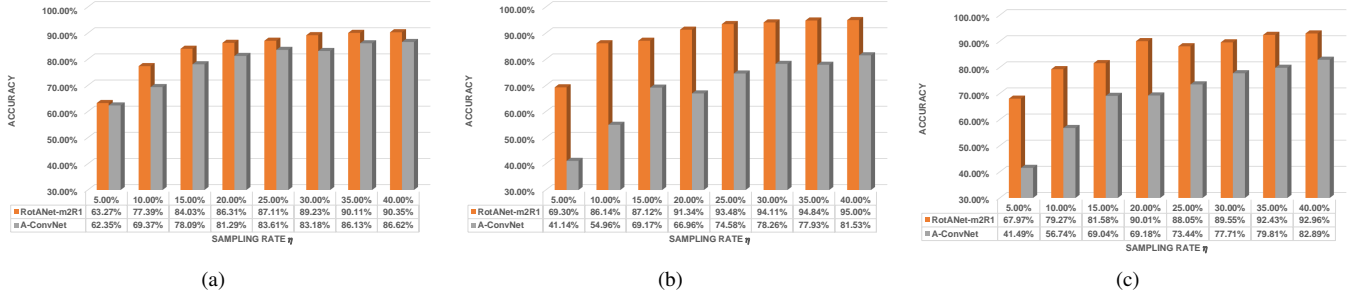 100.00%
90.00%
80.00%
70.00%
60.00%
50.00%
40.00%
30.00%
ACCURACY
5.00% 10.00% 15.00% 20.00% 25.00% 30.00% 35.00% 40.00%
RotANet-m2R1 63.27% 77.39% 84.03% 86.31% 87.11% 89.23% 90.11% 90.35%
A-ConvNet 62.35% 69.37% 78.09% 81.29% 83.61% 83.18% 86.13% 86.62%
SAMPLING RATE η
(a)
100.00%
90.00%
80.00%
70.00%
60.00%
50.00%
40.00%
30.00%
ACCURACY
5.00% 10.00% 15.00% 20.00% 25.00% 30.00% 35.00% 40.00%
RotANet-m2R1 69.30% 86.14% 87.12% 91.34% 93.48% 94.11% 94.84% 95.00%
A-ConvNet 41.14% 54.96% 69.17% 66.96% 74.58% 78.26% 77.93% 81.53%
SAMPLING RATE η
(b)
100.00%
90.00%
80.00%
70.00%
60.00%
50.00%
40.00%
30.00%
ACCURACY
5.00% 10.00% 15.00% 20.00% 25.00% 30.00% 35.00% 40.00%
RotANet-m2R1 67.97% 79.27% 81.58% 90.01% 88.05% 89.55% 92.43% 92.96%
A-ConvNet 41.49% 56.74% 69.04% 69.18% 73.44% 77.71% 79.81% 82.89%
SAMPLING RATE η
(c)